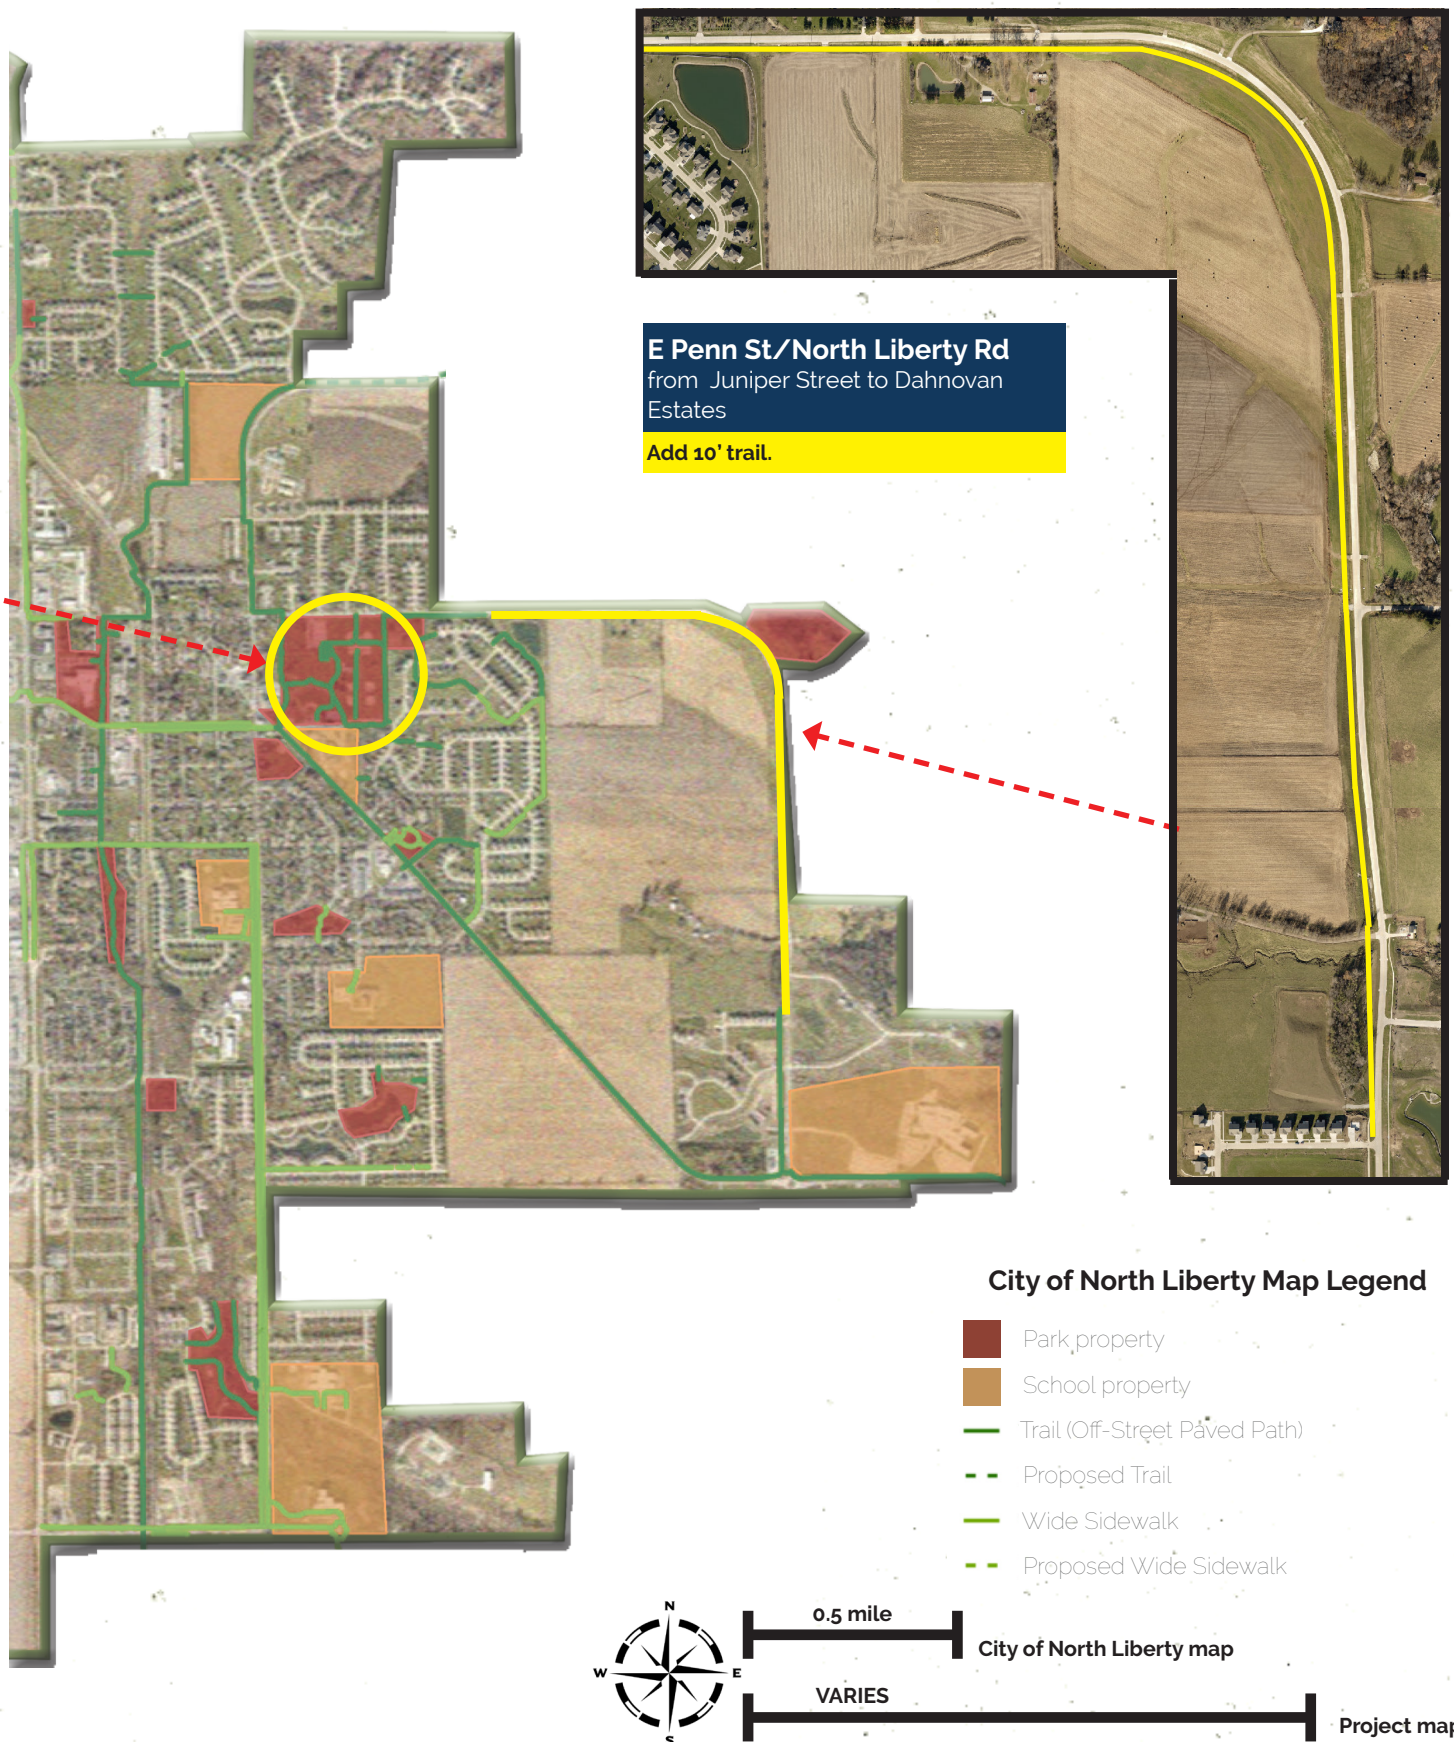 E Penn St/North Liberty Rd
from Juniper Street to Dahnovan
Estates
Add 10' trail.
City of North Liberty Map Legend
Park property
School property
Trail (Off-Street Paved Path)
Proposed Trail
Wide Sidewalk
Proposed Wide Sidewalk
N
W
E
S
0.5 mile
City of North Liberty map
VARIES
Project map